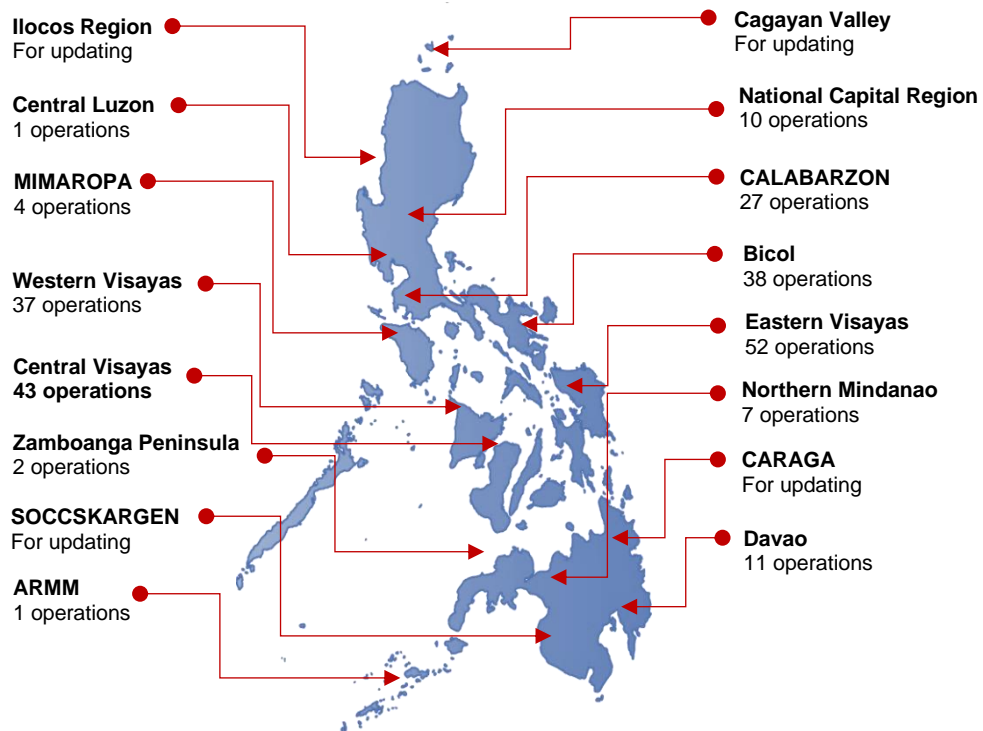 Ilocos Region
For updating
Central Luzon
1 operations
MIMAROPA
4 operations
Western Visayas
37 operations
Central Visayas
43 operations
Zamboanga Peninsula
2 operations
SOCCSKARGEN
For updating
ARMM
1 operations
Cagayan Valley
For updating
National Capital Region
10 operations
CALABARZON
27 operations
Bicol
38 operations
Eastern Visayas
52 operations
Northern Mindanao
7 operations
CARAGA
For updating
Davao
11 operations